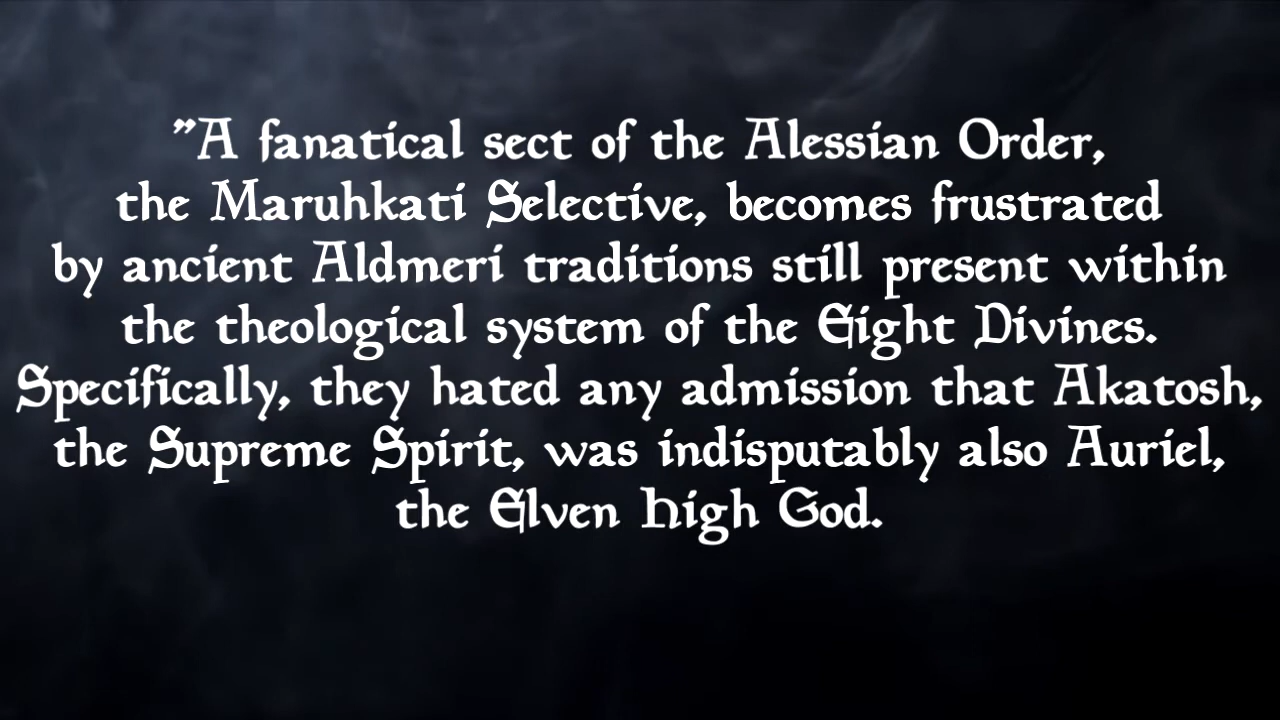 "A fanatical sect of the Alessian Order,
the Maruhkati Selective, becomes frustrated
by ancient Aldmeri traditions still present within
the theological system of the Eight Divines.
Specifically, they hated any admission that Akatosh,
the Supreme Spirit, was indisputably also Auriel,
the Elven High God.